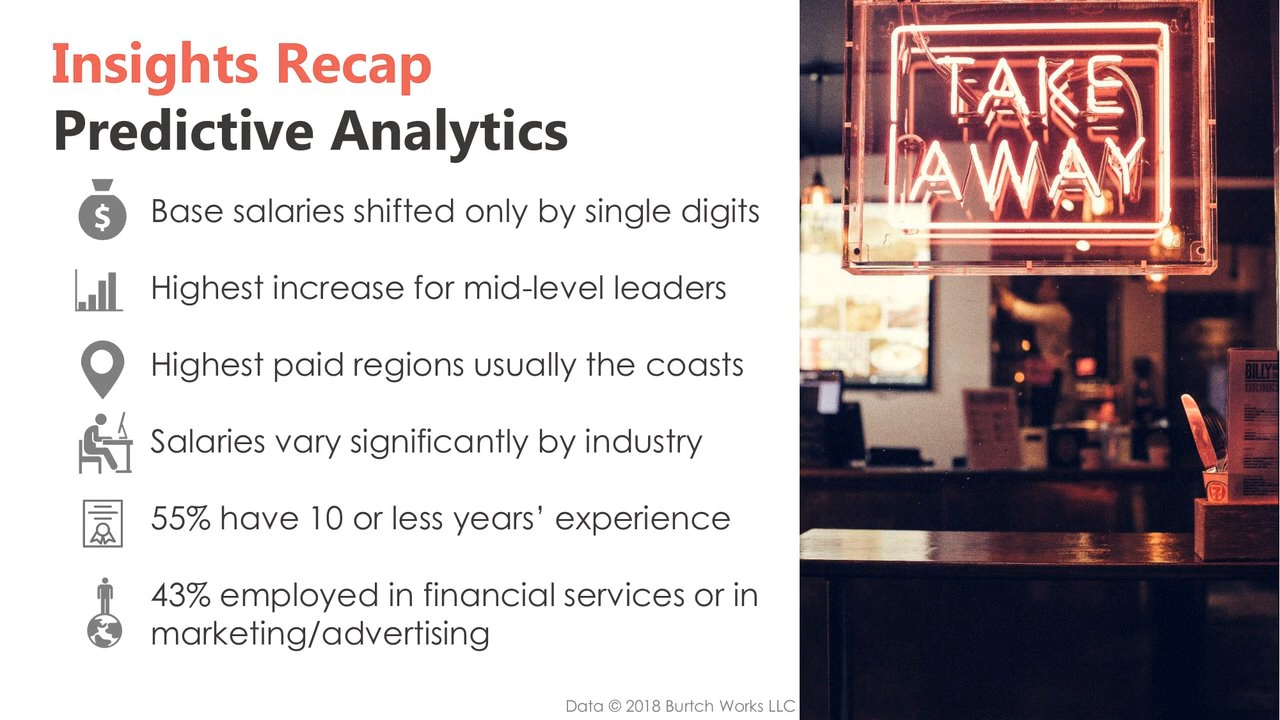 Insights Recap
Predictive Analytics
$
Base salaries shifted only by single digits
Highest increase for mid-level leaders
Highest paid regions usually the coasts
Salaries vary significantly by industry
55% have 10 or less years’ experience
43% employed in financial services or in
marketing/advertising
Data © 2018 Burtch Works LLC
TAKE
AWAY
BILLY